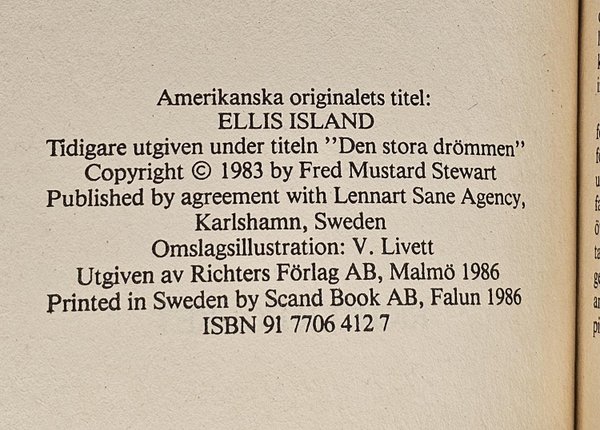 Amerikanska originalets titel:
ELLIS ISLAND
Tidigare utgiven under titeln "Den stora drömmen"
Copyright © 1983 by Fred Mustard Stewart
Published by agreement with Lennart Sane Agency,
Karlshamn, Sweden
Omslagsillustration: V. Livett
Utgiven av Richters Förlag AB, Malmö 1986
Printed in Sweden by Scand Book AB, Falun 1986
ISBN 91 7706 412 7